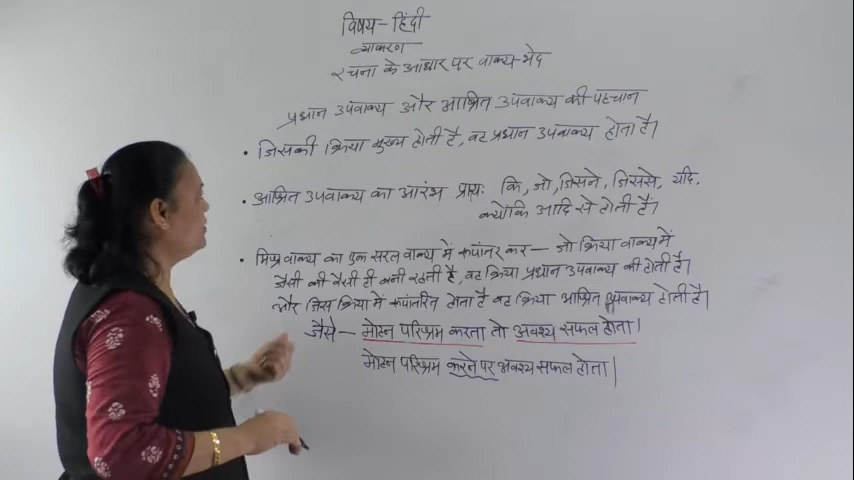 विषय - हिंदी
व्याकरण
रचना के आधार पर वाक्य-भेद
प्रधान उपवाक्य और आश्रित उपवाक्य की पहचान
• जिसकी क्रिया मुख्य होती है, वह प्रधान उपवाक्य होता है।
• आश्रित उपवाक्य का आरंभ प्रायः कि, जो, जिसने, जिससे, यदि,
क्योंकि आदि से होती है।
• मिश्र वाक्य का एक सरल वाक्य में रूपांतर कर — जो क्रिया वाक्य में
जैसी की वैसी ही बनी रहती है, वह क्रिया प्रधान उपवाक्य की होती है।
और जिस क्रिया में रूपांतरित होता है वह क्रिया आश्रित उपवाक्य होती है।
जैसे — मोहन परिश्रम करता तो अवश्य सफल होता।
मोहन परिश्रम करने पर अवश्य सफल होता।